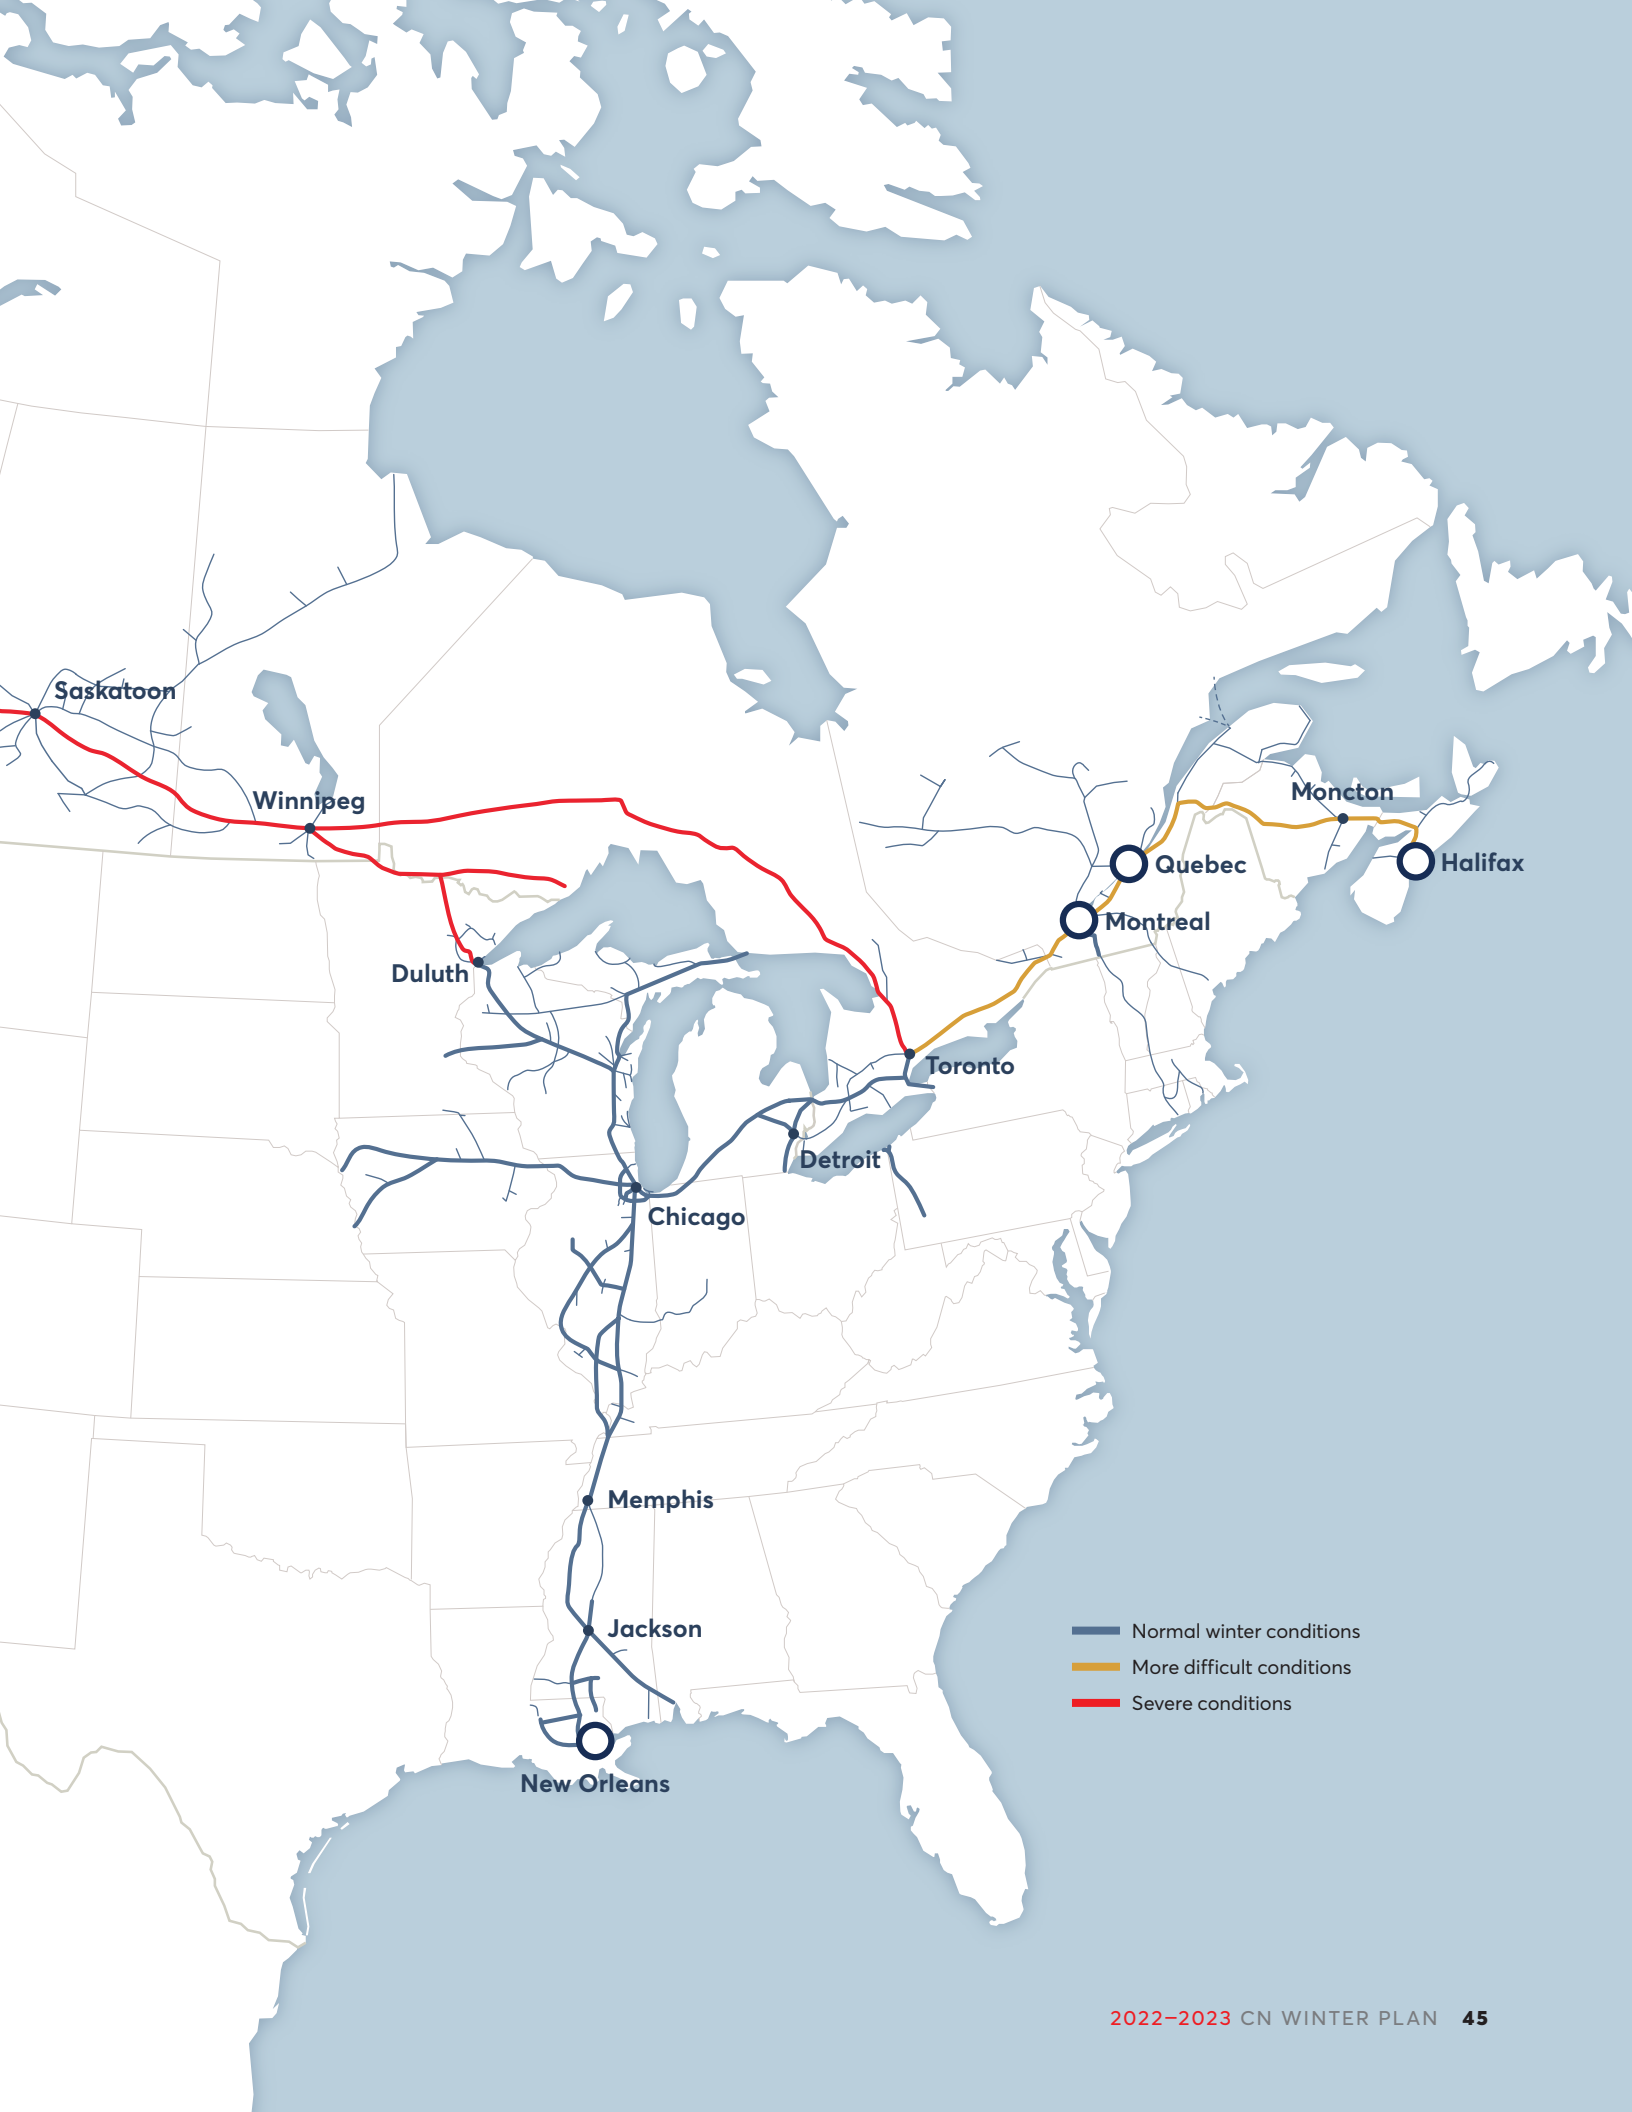 Saskatoon
Winnipeg
Moncton
Quebec
Halifax
Montreal
Duluth
Toronto
Detroit
Chicago
Memphis
Jackson
New Orleans
Normal winter conditions
More difficult conditions
Severe conditions
2022–2023 CN WINTER PLAN 45